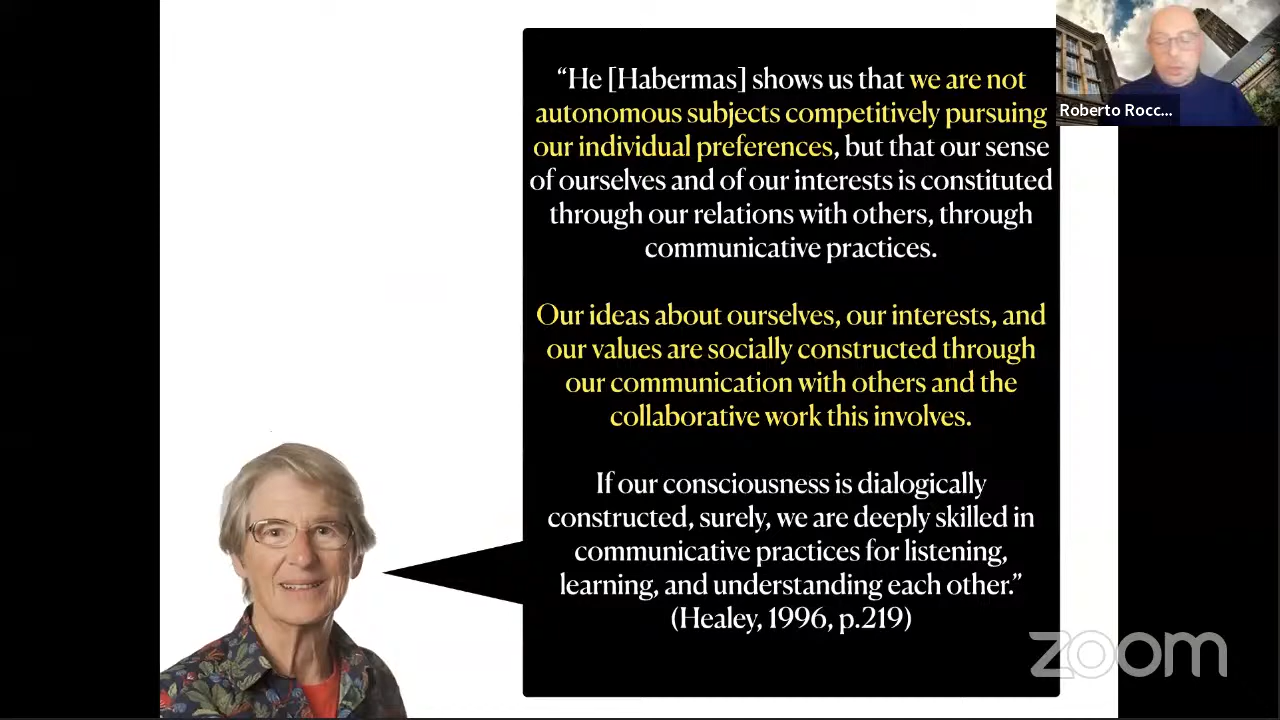 “He [Habermas] shows us that we are not
autonomous subjects competitively pursuing
our individual preferences, but that our sense
of ourselves and of our interests is constituted
through our relations with others, through
communicative practices.
Our ideas about ourselves, our interests, and
our values are socially constructed through
our communication with others and the
collaborative work this involves.
If our consciousness is dialogically
constructed, surely, we are deeply skilled in
communicative practices for listening,
learning, and understanding each other.”
(Healey, 1996, p.219)
Roberto Rocc...
zoom